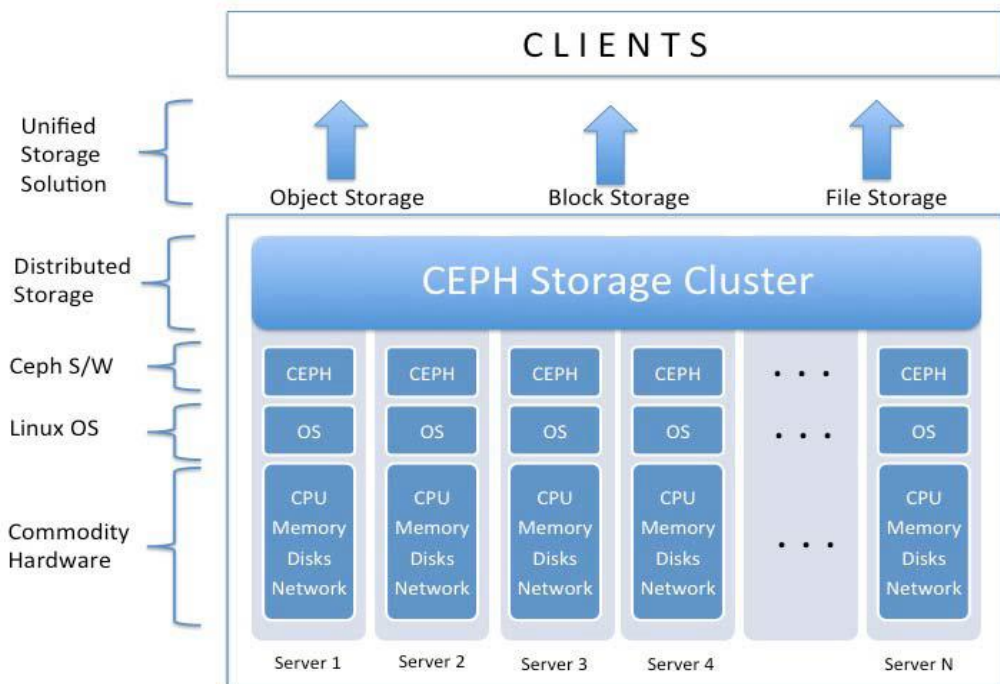 C L I E N T S
Unified
Storage
Solution
Object Storage
Block Storage
File Storage
Distributed
Storage
CEPH Storage Cluster
Ceph S/W
CEPH
CEPH
CEPH
CEPH
. . .
CEPH
Linux OS
OS
OS
OS
OS
. . .
OS
Commodity
Hardware
CPU
Memory
Disks
Network
CPU
Memory
Disks
Network
CPU
Memory
Disks
Network
CPU
Memory
Disks
Network
. . .
CPU
Memory
Disks
Network
Server 1
Server 2
Server 3
Server 4
Server N